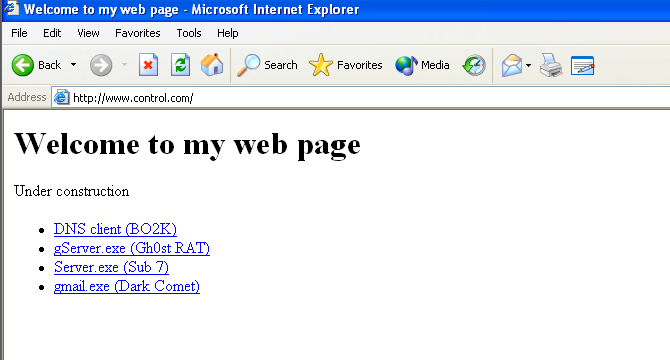 Welcome to my web page - Microsoft Internet Explorer
File Edit View Favorites Tools Help
Back Search Favorites Media
Address http://www.control.com/
Welcome to my web page
Under construction
DNS client (BO2K)
gServer.exe (Gh0st RAT)
Server.exe (Sub 7)
gmail.exe (Dark Comet)